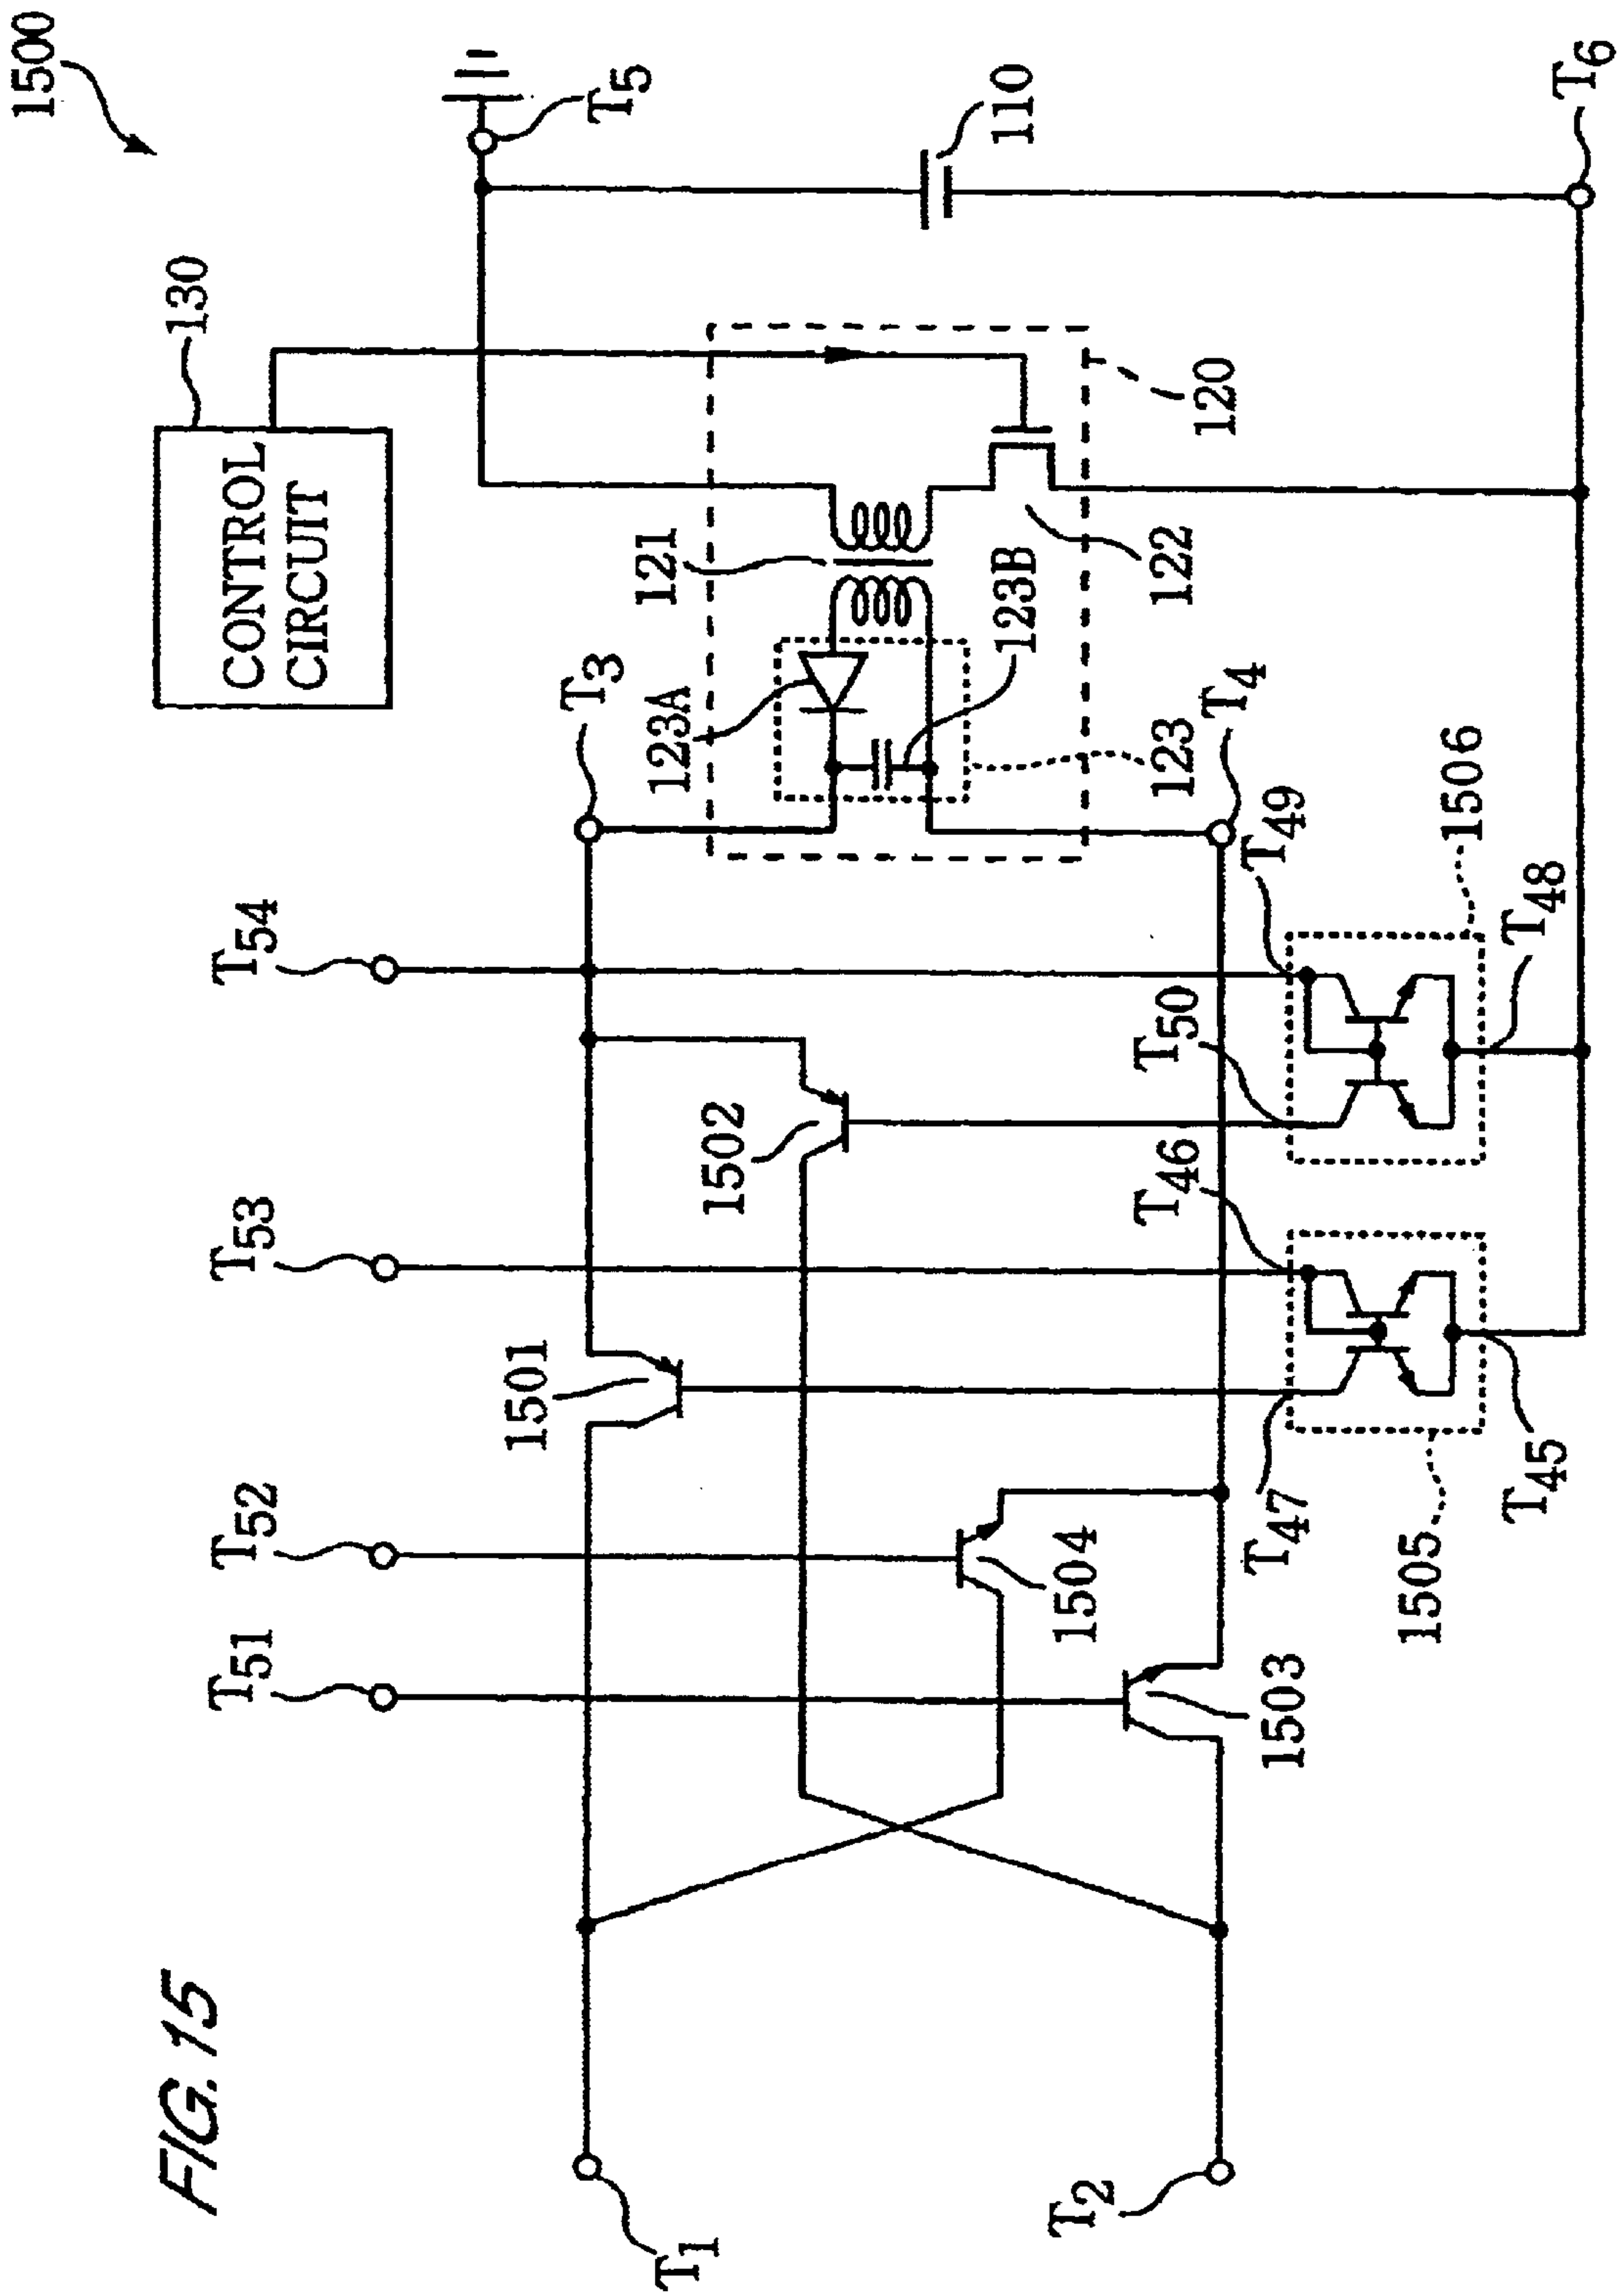 FIG. 15
1500
CONTROL
CIRCUIT
130
T54
T53
T52
T51
T3
T5
1501
1502
121
123A
110
120
122
123B
123
T1
T2
1504
1503
T46
T50
T49
T4
T47
1505
T45
1506
T48
T6